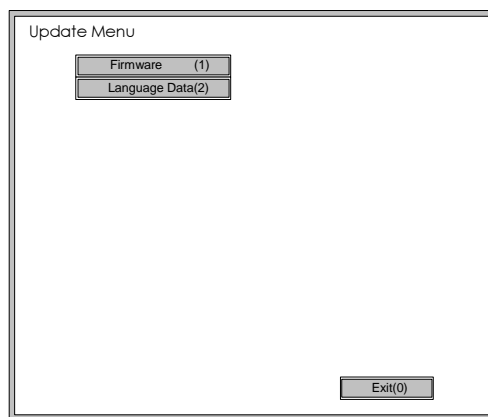 Update Menu
Firmware (1)
Language Data(2)
Exit(0)